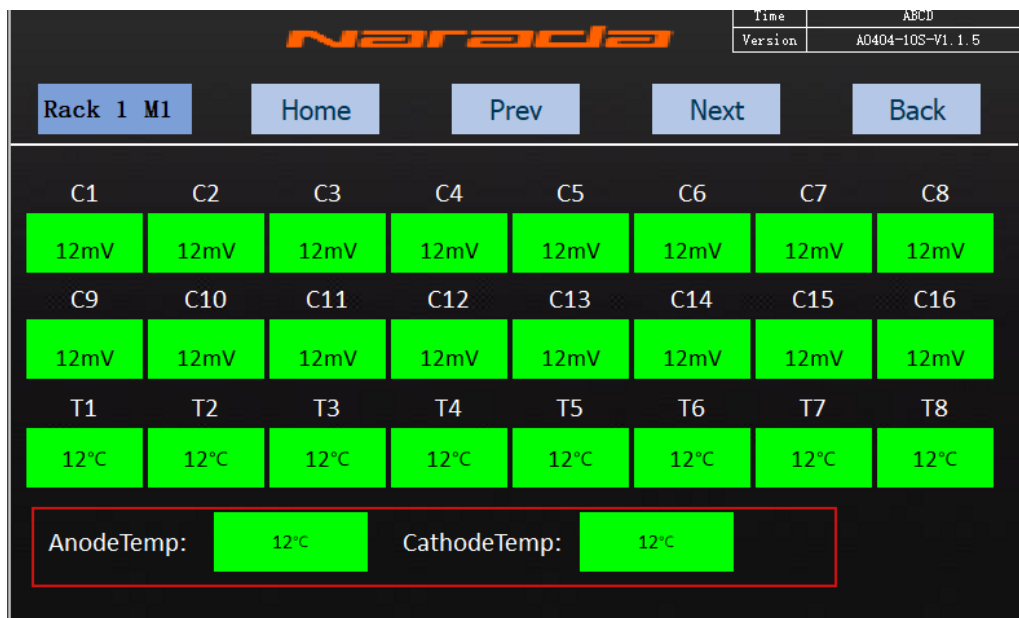 Time ABCD
Narada
Version A0404-10S-V1.1.5
Rack 1 M1 Home Prev Next Back
C1 C2 C3 C4 C5 C6 C7 C8
12mV 12mV 12mV 12mV 12mV 12mV 12mV 12mV
C9 C10 C11 C12 C13 C14 C15 C16
12mV 12mV 12mV 12mV 12mV 12mV 12mV 12mV
T1 T2 T3 T4 T5 T6 T7 T8
12°C 12°C 12°C 12°C 12°C 12°C 12°C 12°C
AnodeTemp: 12°C CathodeTemp: 12°C